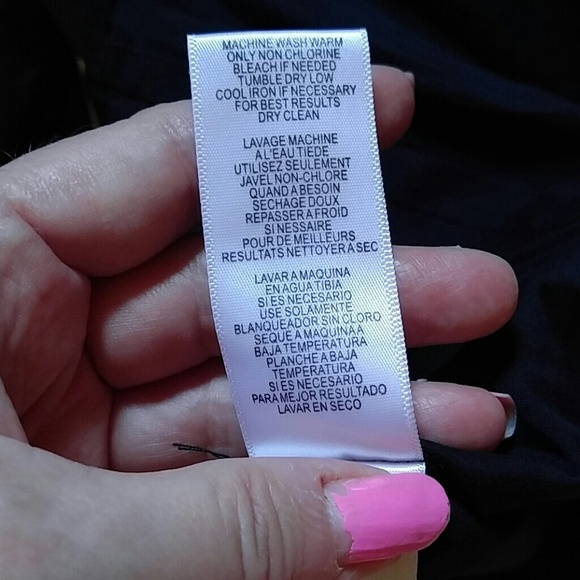 MACHINE WASH WARM
ONLY NON CHLORINE
BLEACH IF NEEDED
TUMBLE DRY LOW
COOL IRON IF NECESSARY
FOR BEST RESULTS
DRY CLEAN
LAVAGE MACHINE
A L'EAU TIEDE
UTILISEZ SEULEMENT
JAVEL NON-CHLORE
QUAND A BESOIN
SECHAGE DOUX
REPASSER A FROID
SI NESSAIRE
POUR DE MEILLEURS
RESULTATS NETTOYER A SEC
LAVAR A MAQUINA
EN AGUA TIBIA
SI ES NECESARIO
USE SOLAMENTE
BLANQUEADOR SIN CLORO
SEQUE A MAQUINA A
BAJA TEMPERATURA
PLANCHE A BAJA
TEMPERATURA
SI ES NECESARIO
PARA MEJOR RESULTADO
LAVAR EN SECO